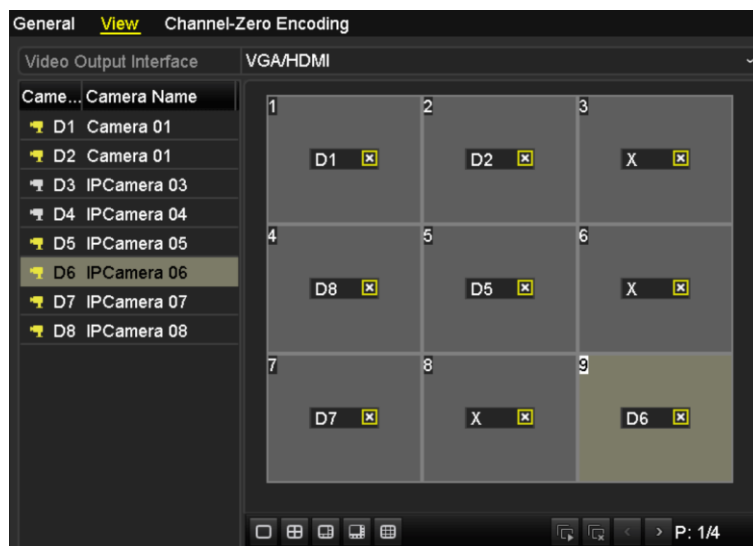 General View Channel-Zero Encoding
Video Output Interface VGA/HDMI
Came... Camera Name
D1 Camera 01
D2 Camera 01
D3 IPCamera 03
D4 IPCamera 04
D5 IPCamera 05
D6 IPCamera 06
D7 IPCamera 07
D8 IPCamera 08
1 2 3
D1 D2 X
4 5 6
D8 D5 X
7 8 9
D7 X D6
P: 1/4